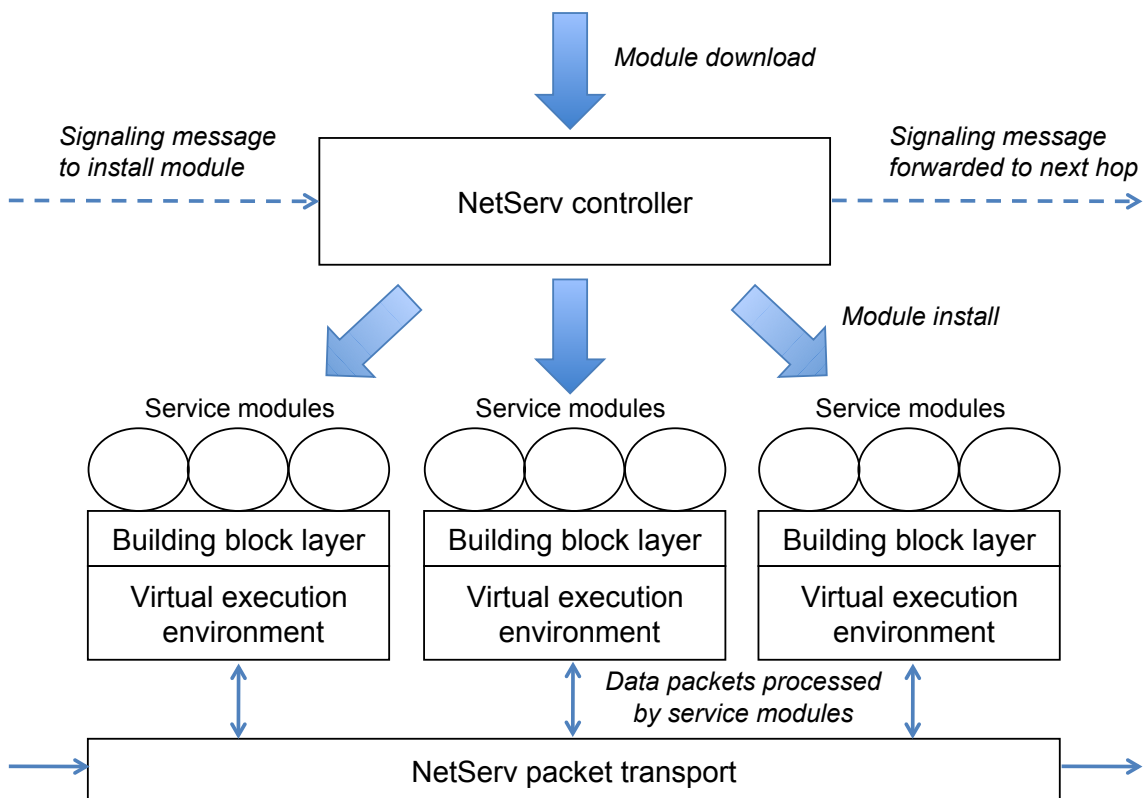 Module download
Signaling message
to install module
Signaling message
forwarded to next hop
NetServ controller
Module install
Service modules
Service modules
Service modules
Building block layer
Building block layer
Building block layer
Virtual execution
environment
Virtual execution
environment
Virtual execution
environment
Data packets processed
by service modules
NetServ packet transport